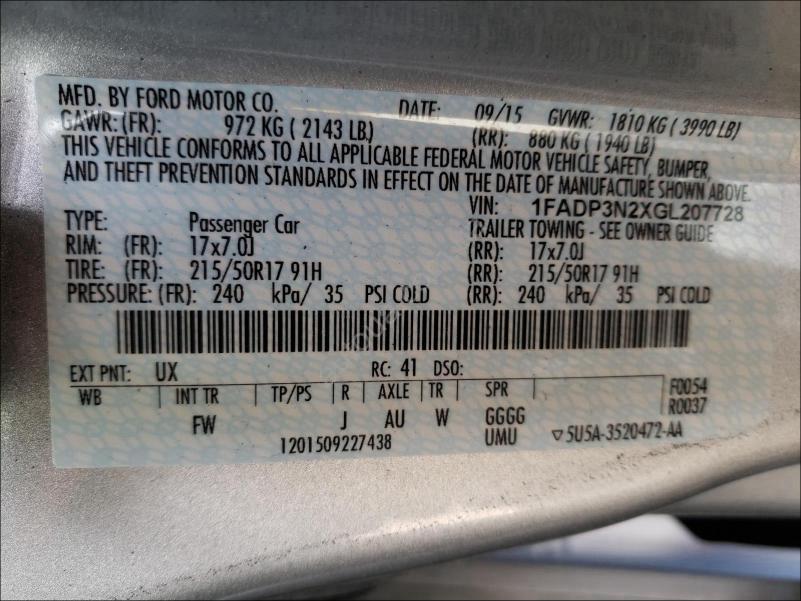 MFD. BY FORD MOTOR CO. DATE: 09/15 GVWR: 1810 KG ( 3990 LB)
GAWR: (FR): 972 KG ( 2143 LB) (RR): 880 KG ( 1940 LB)
THIS VEHICLE CONFORMS TO ALL APPLICABLE FEDERAL MOTOR VEHICLE SAFETY, BUMPER,
AND THEFT PREVENTION STANDARDS IN EFFECT ON THE DATE OF MANUFACTURE SHOWN ABOVE.
VIN: 1FADP3N2XGL207728
TYPE: Passenger Car TRAILER TOWING - SEE OWNER GUIDE
RIM: (FR): 17x7.0J (RR): 17x7.0J
TIRE: (FR): 215/50R17 91H (RR): 215/50R17 91H
PRESSURE: (FR): 240 kPa/ 35 PSI COLD (RR): 240 kPa/ 35 PSI COLD
EXT PNT: UX RC: 41 DSO:
WB | INT TR | TP/PS | R | AXLE | TR | SPR F0054
R0037
FW J AU W GGGG
UMU
1201509227438 5U5A-3520472-AA